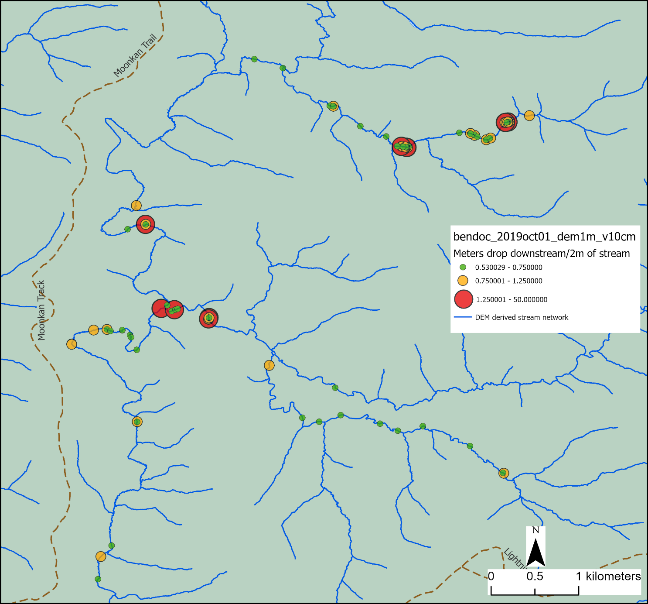 Moonkan Trail
bendoc_2019oct01_dem1m_v10cm
Meters drop downstream/2m of stream
0.530029 - 0.750000
0.750001 - 1.250000
1.250001 - 50.000000
DEM derived stream network
Moonkan Track
N
0 0.5 1 kilometers